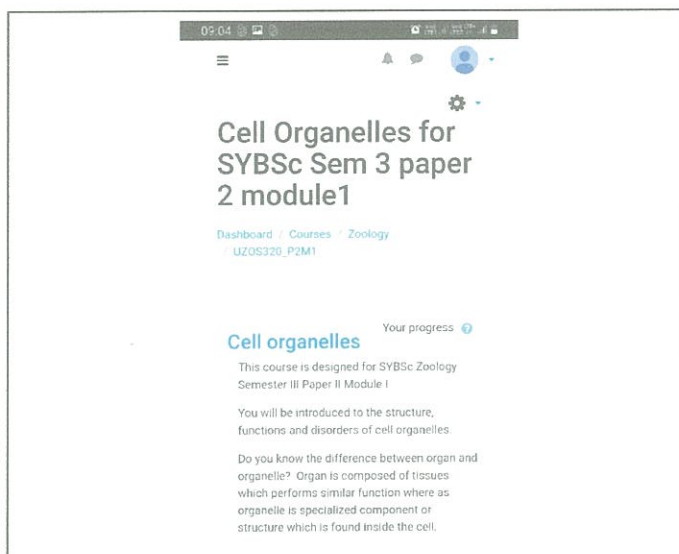 09:04
Cell Organelles for
SYBSc Sem 3 paper
2 module1
Dashboard / Courses / Zoology
/ UZOS320_P2M1
Your progress
Cell organelles
This course is designed for SYBSc Zoology
Semester III Paper II Module I
You will be introduced to the structure,
functions and disorders of cell organelles.
Do you know the difference between organ and
organelle? Organ is composed of tissues
which performs similar function where as
organelle is specialized component or
structure which is found inside the cell.